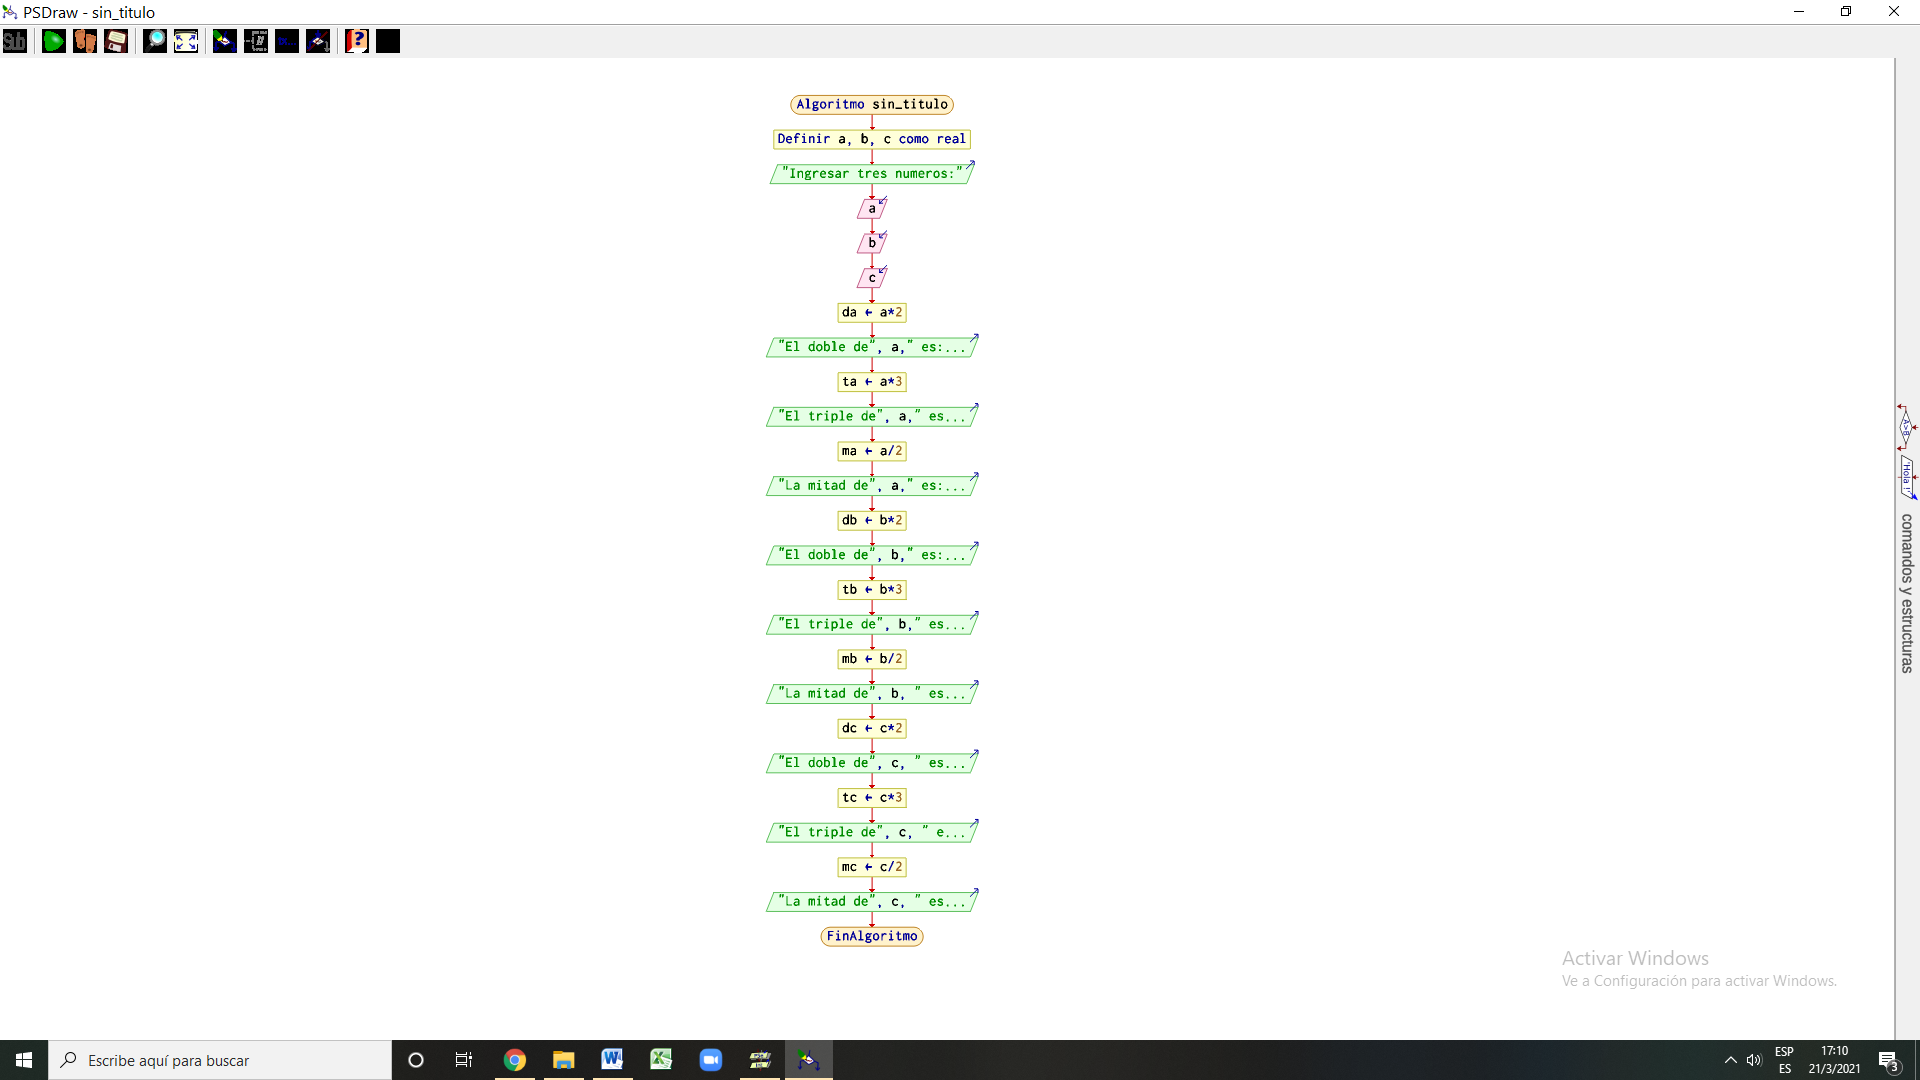 PSDraw - sin_titulo
Sub
Algoritmo sin_titulo
Definir a, b, c como real
"Ingresar tres numeros:"
a
b
c
da ← a*2
"El doble de", a," es:...
ta ← a*3
"El triple de", a," es...
ma ← a/2
"La mitad de", a," es:...
db ← b*2
"El doble de", b," es:...
tb ← b*3
"El triple de", b," es...
mb ← b/2
"La mitad de", b, " es...
dc ← c*2
"El doble de", c, " es...
tc ← c*3
"El triple de", c, " e...
mc ← c/2
"La mitad de", c, " es...
FinAlgoritmo
A>B
'Hola !'
comandos y estructuras
Activar Windows
Ve a Configuración para activar Windows.
Escribe aquí para buscar
ESP
ES
17:10
21/3/2021
3